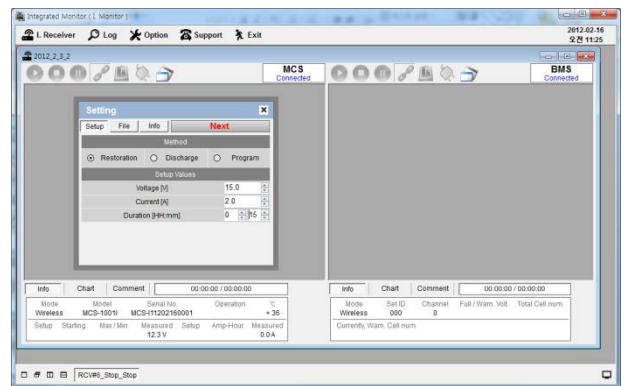 Integrated Monitor ( I. Monitor )
I. Receiver Log Option Support Exit
2012-02-16
오전 11:25
2012_2_3_2
MCS
Connected
BMS
Connected
Setting
Setup File Info Next
Method
Restoration Discharge Program
Setup Values
Voltage [V] 15.0
Current [A] 2.0
Duration [HH:mm] 0 15
Info Chart Comment 00:00:00 / 00:00:00
Mode Model Serial No. Operation ℃
Wireless MCS-1001I MCS-I11202160001 + 36
Setup Starting Max / Min Measured Setup Amp-Hour Measured
12.3 V 0.0 A
Info Chart Comment 00:00:00 / 00:00:00
Mode Set ID Channel Full / Warn. Volt Total Cell num.
Wireless 000 0
Currently, Warn. Cell num.
RCV#6_Stop_Stop